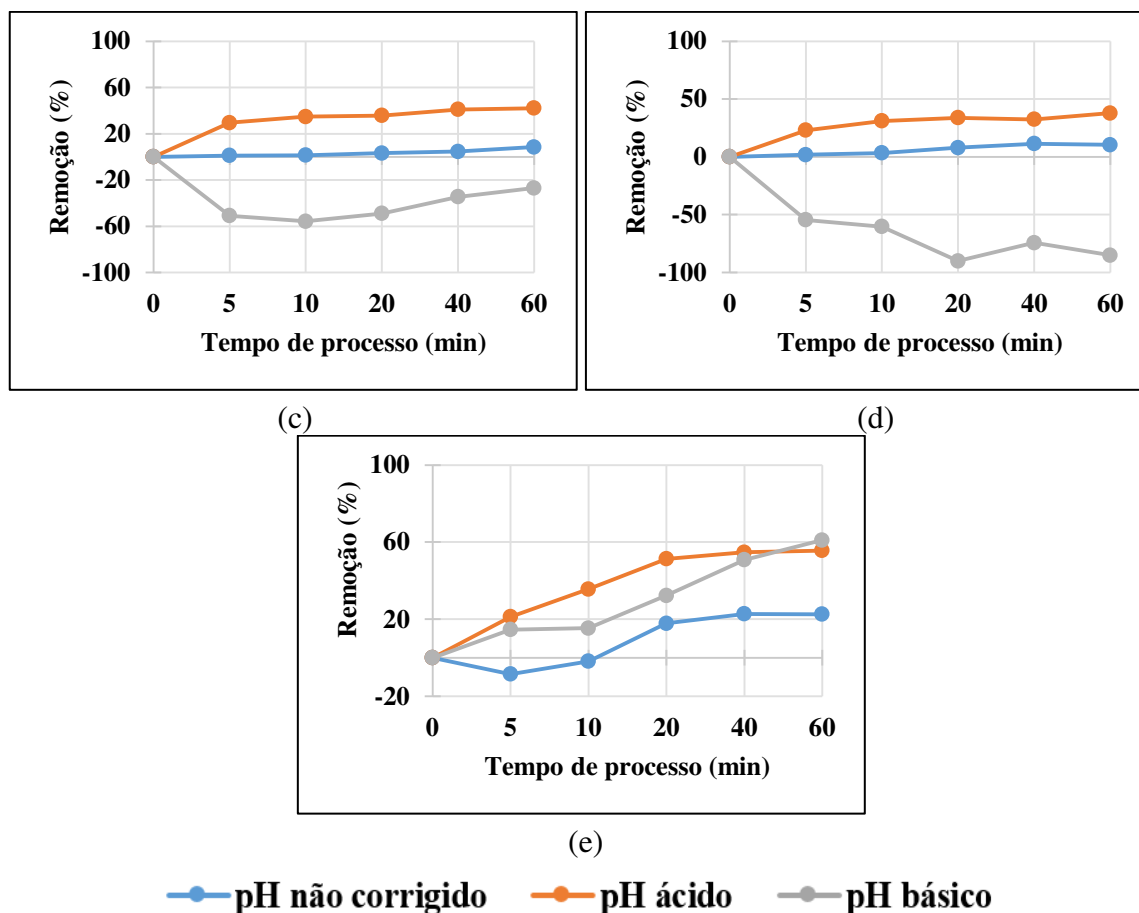 100
60
20
-20
-60
-100
Remoção (%)
0 5 10 20 40 60
Tempo de processo (min)
(c)
100
50
0
-50
-100
Remoção (%)
0 5 10 20 40 60
Tempo de processo (min)
(d)
100
60
20
-20
Remoção (%)
0 5 10 20 40 60
Tempo de processo (min)
(e)
pH não corrigido pH ácido pH básico